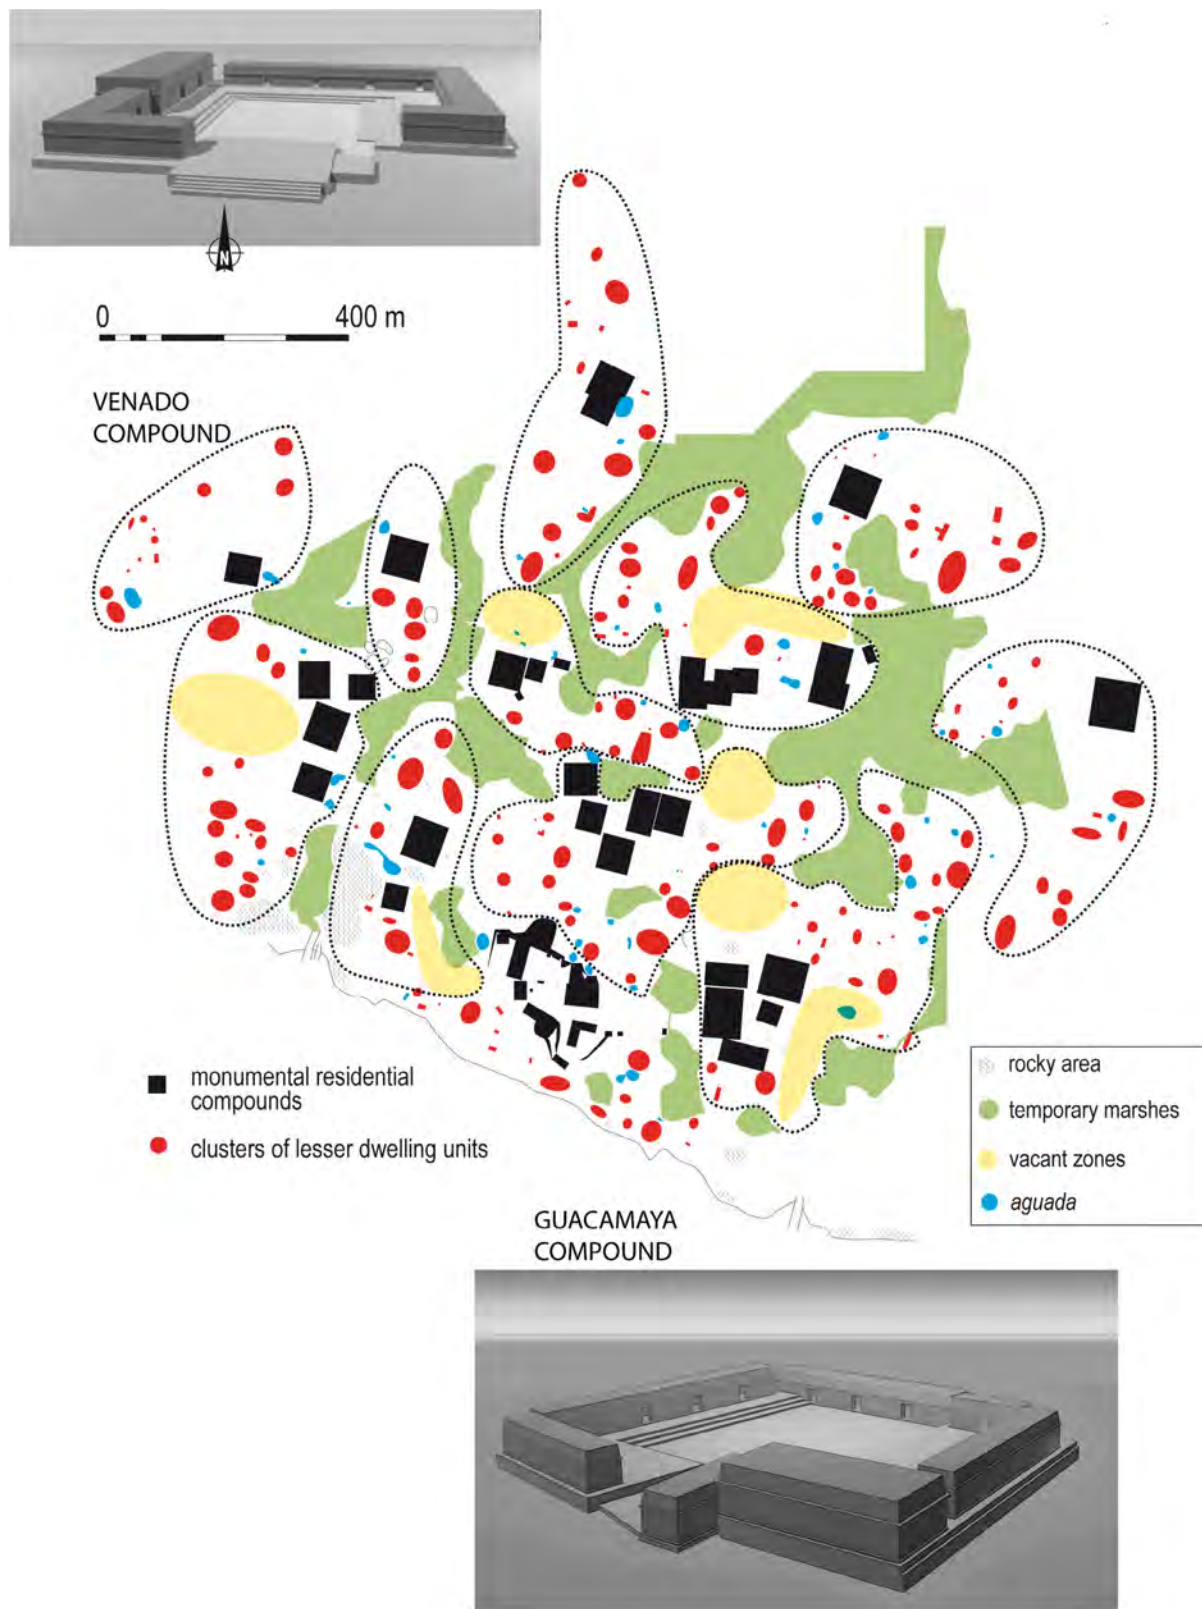 N
0 400 m
VENADO
COMPOUND
monumental residential
compounds
clusters of lesser dwelling units
rocky area
temporary marshes
vacant zones
aguada
GUACAMAYA
COMPOUND